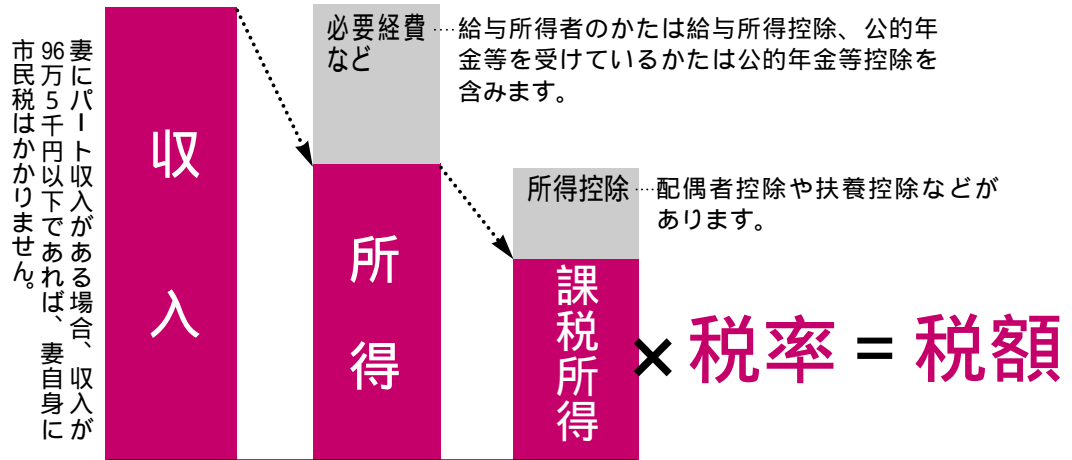 妻にパート収入がある場合、収入が
96万5千円以下であれば、妻自身に
市民税はかかりません。
収入
必要経費
など
給与所得者のかたは給与所得控除、公的年
金等を受けているかたは公的年金等控除を
含みます。
所得
所得控除
配偶者控除や扶養控除などが
あります。
課税所得
×税率=税額